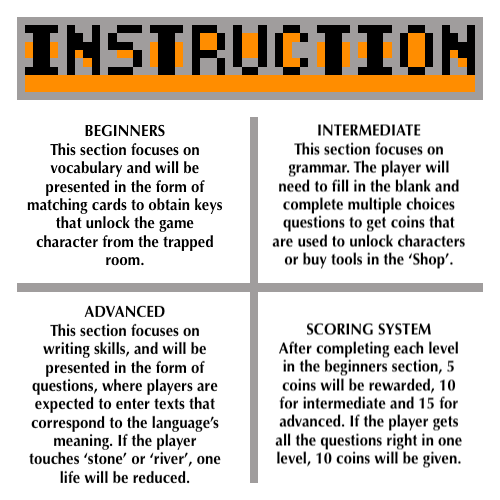 INSTRUCTION
BEGINNERS
This section focuses on
vocabulary and will be
presented in the form of
matching cards to obtain keys
that unlock the game
character from the trapped
room.
INTERMEDIATE
This section focuses on
grammar. The player will
need to fill in the blank and
complete multiple choices
questions to get coins that
are used to unlock characters
or buy tools in the ‘Shop’.
ADVANCED
This section focuses on
writing skills, and will be
presented in the form of
questions, where players are
expected to enter texts that
correspond to the language’s
meaning. If the player
touches ‘stone’ or ‘river’, one
life will be reduced.
SCORING SYSTEM
After completing each level
in the beginners section, 5
coins will be rewarded, 10
for intermediate and 15 for
advanced. If the player gets
all the questions right in one
level, 10 coins will be given.